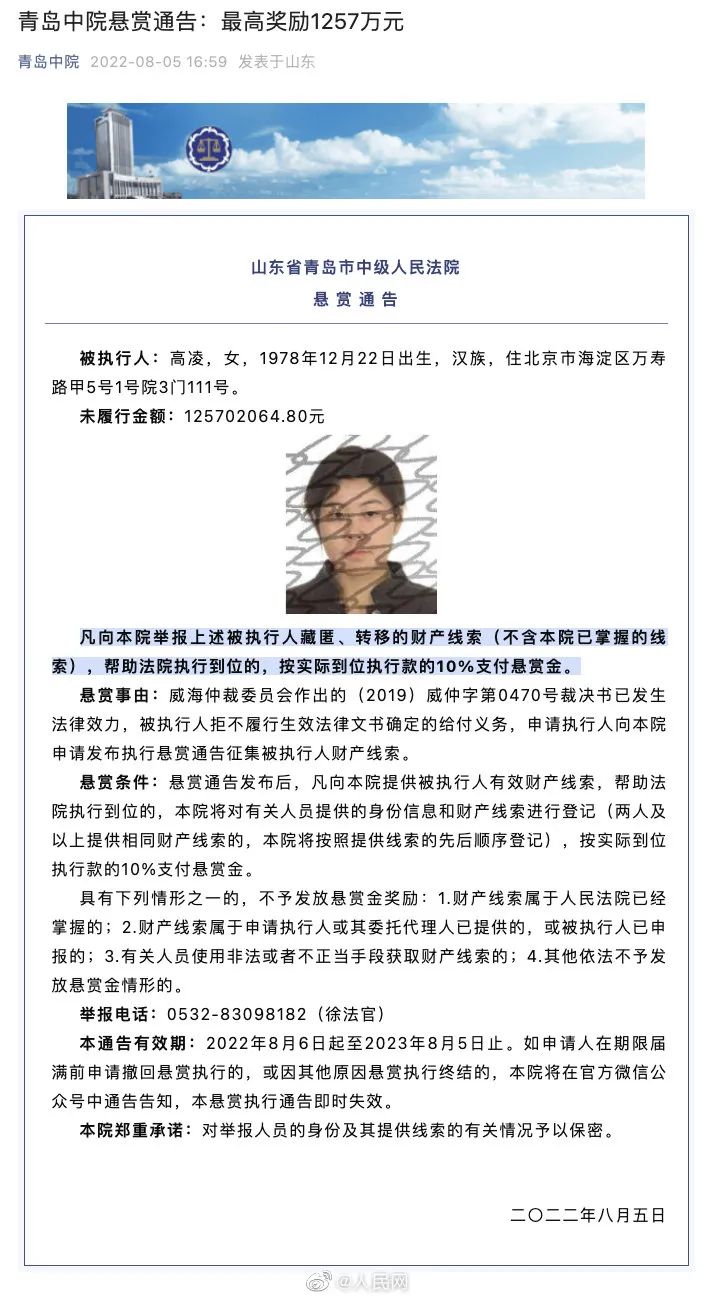 青岛中院悬赏通告：最高奖励1257万元
青岛中院 2022-08-05 16:59 发表于山东
山东省青岛市中级人民法院
悬赏通告
被执行人：高凌，女，1978年12月22日出生，汉族，住北京市海淀区万寿
路甲5号1号院3门111号。
未履行金额：125702064.80元
凡向本院举报上述被执行人藏匿、转移的财产线索（不含本院已掌握的线
索），帮助法院执行到位的，按实际到位执行款的10%支付悬赏金。
悬赏事由：威海仲裁委员会作出的（2019）威仲字第0470号裁决书已发生
法律效力，被执行人拒不履行生效法律文书确定的给付义务，申请执行人向本院
申请发布执行悬赏通告征集被执行人财产线索。
悬赏条件：悬赏通告发布后，凡向本院提供被执行人有效财产线索，帮助法
院执行到位的，本院将对有关人员提供的身份信息和财产线索进行登记（两人及
以上提供相同财产线索的，本院将按照提供线索的先后顺序登记），按实际到位
执行款的10%支付悬赏金。
具有下列情形之一的，不予发放悬赏金奖励：1.财产线索属于人民法院已经
掌握的；2.财产线索属于申请执行人或其委托代理人已提供的，或被执行人已申
报的；3.有关人员使用非法或者不正当手段获取财产线索的；4.其他依法不予发
放悬赏金情形的。
举报电话：0532-83098182（徐法官）
本通告有效期：2022年8月6日起至2023年8月5日止。如申请人在期限届
满前申请撤回悬赏执行的，或因其他原因悬赏执行终结的，本院将在官方微信公
众号中通告告知，本悬赏执行通告即时失效。
本院郑重承诺：对举报人员的身份及其提供线索的有关情况予以保密。
二〇二二年八月五日
@人民网